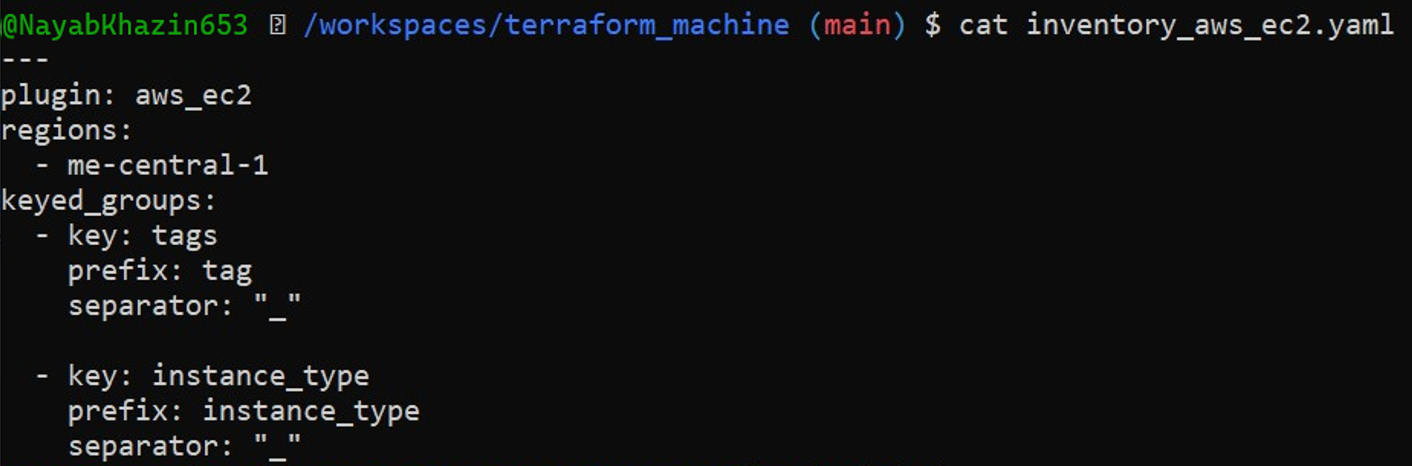 @NayabKhazin653 /workspaces/terraform_machine (main) $ cat inventory_aws_ec2.yaml
---
plugin: aws_ec2
regions:
  - me-central-1
keyed_groups:
  - key: tags
    prefix: tag
    separator: "_"

  - key: instance_type
    prefix: instance_type
    separator: "_"